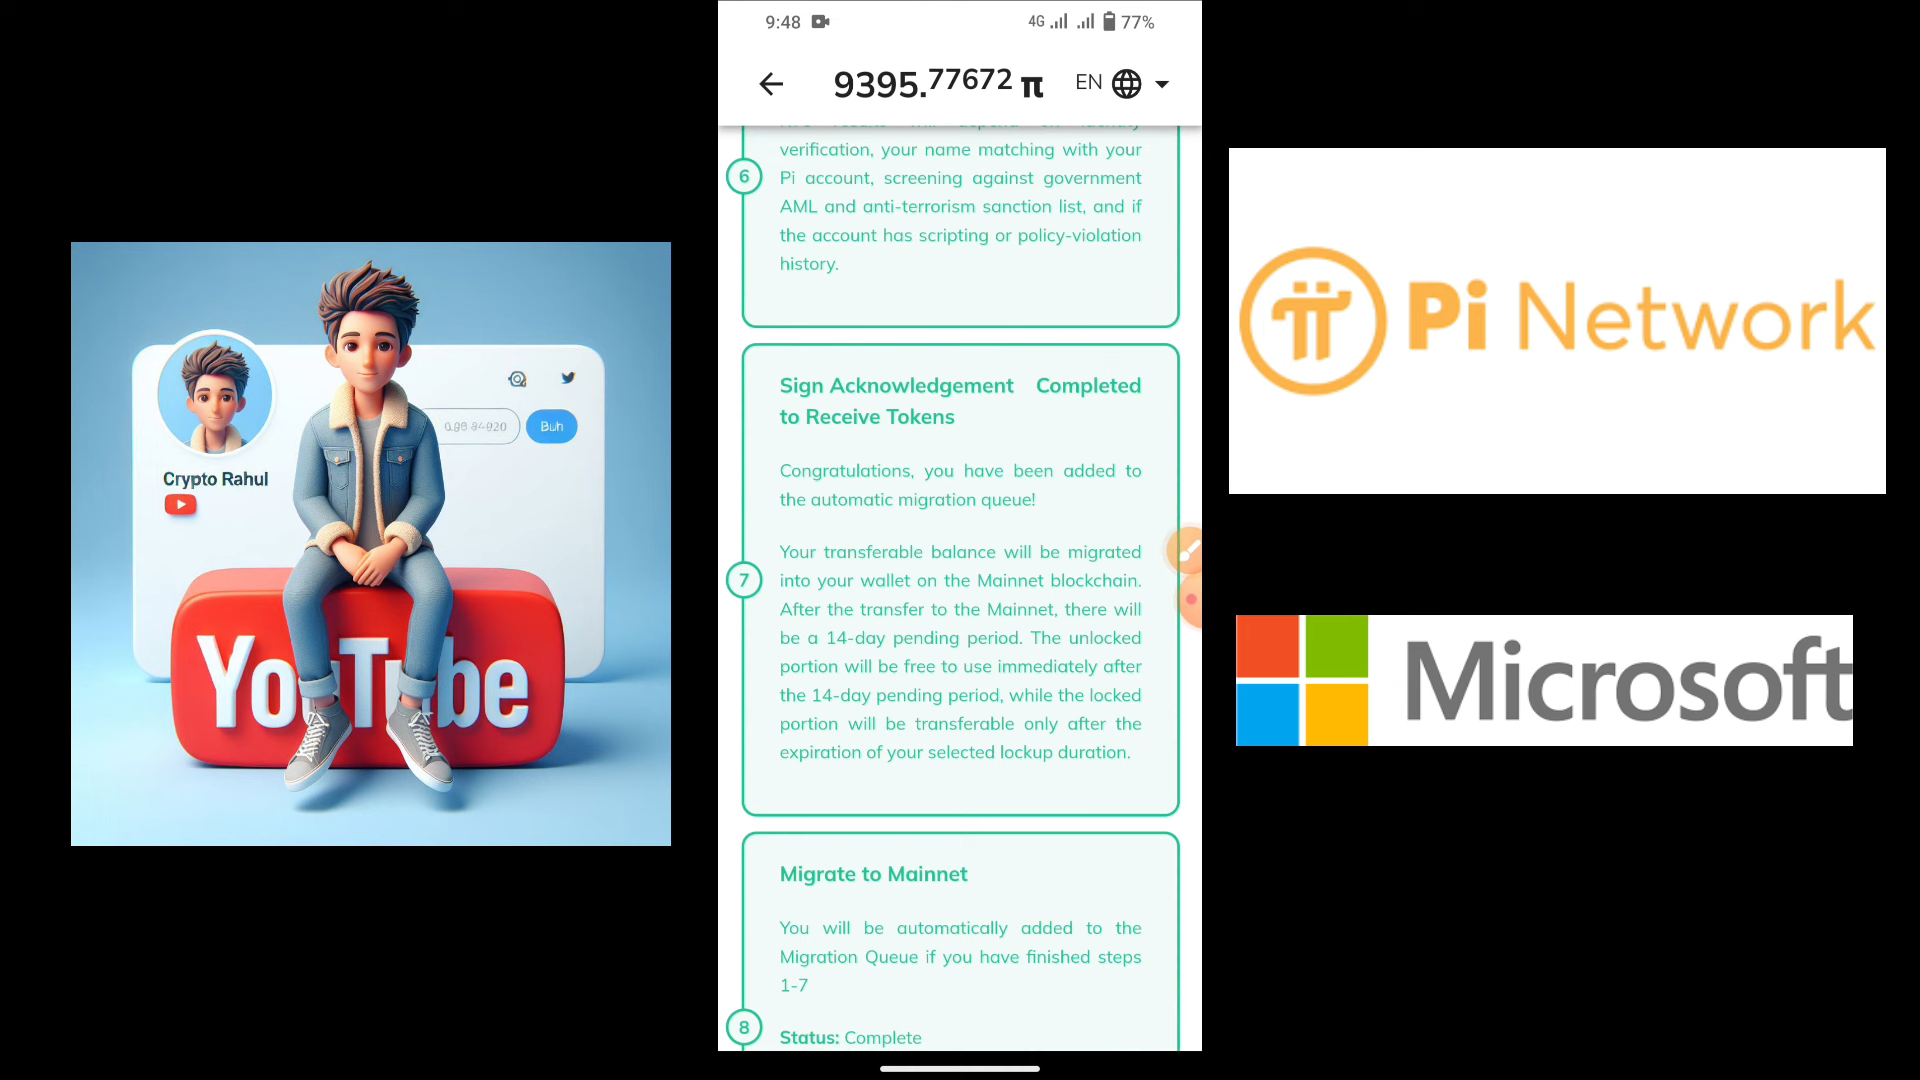 9:48
4G
77%
9395.77672 π
EN
verification, your name matching with your
Pi account, screening against government
AML and anti-terrorism sanction list, and if
the account has scripting or policy-violation
history.
6
Sign Acknowledgement Completed
to Receive Tokens
Congratulations, you have been added to
the automatic migration queue!
Your transferable balance will be migrated
into your wallet on the Mainnet blockchain.
After the transfer to the Mainnet, there will
be a 14-day pending period. The unlocked
portion will be free to use immediately after
the 14-day pending period, while the locked
portion will be transferable only after the
expiration of your selected lockup duration.
7
Migrate to Mainnet
You will be automatically added to the
Migration Queue if you have finished steps
1-7
8
Status: Complete
Crypto Rahul
Buh
YouTube
Pi Network
Microsoft